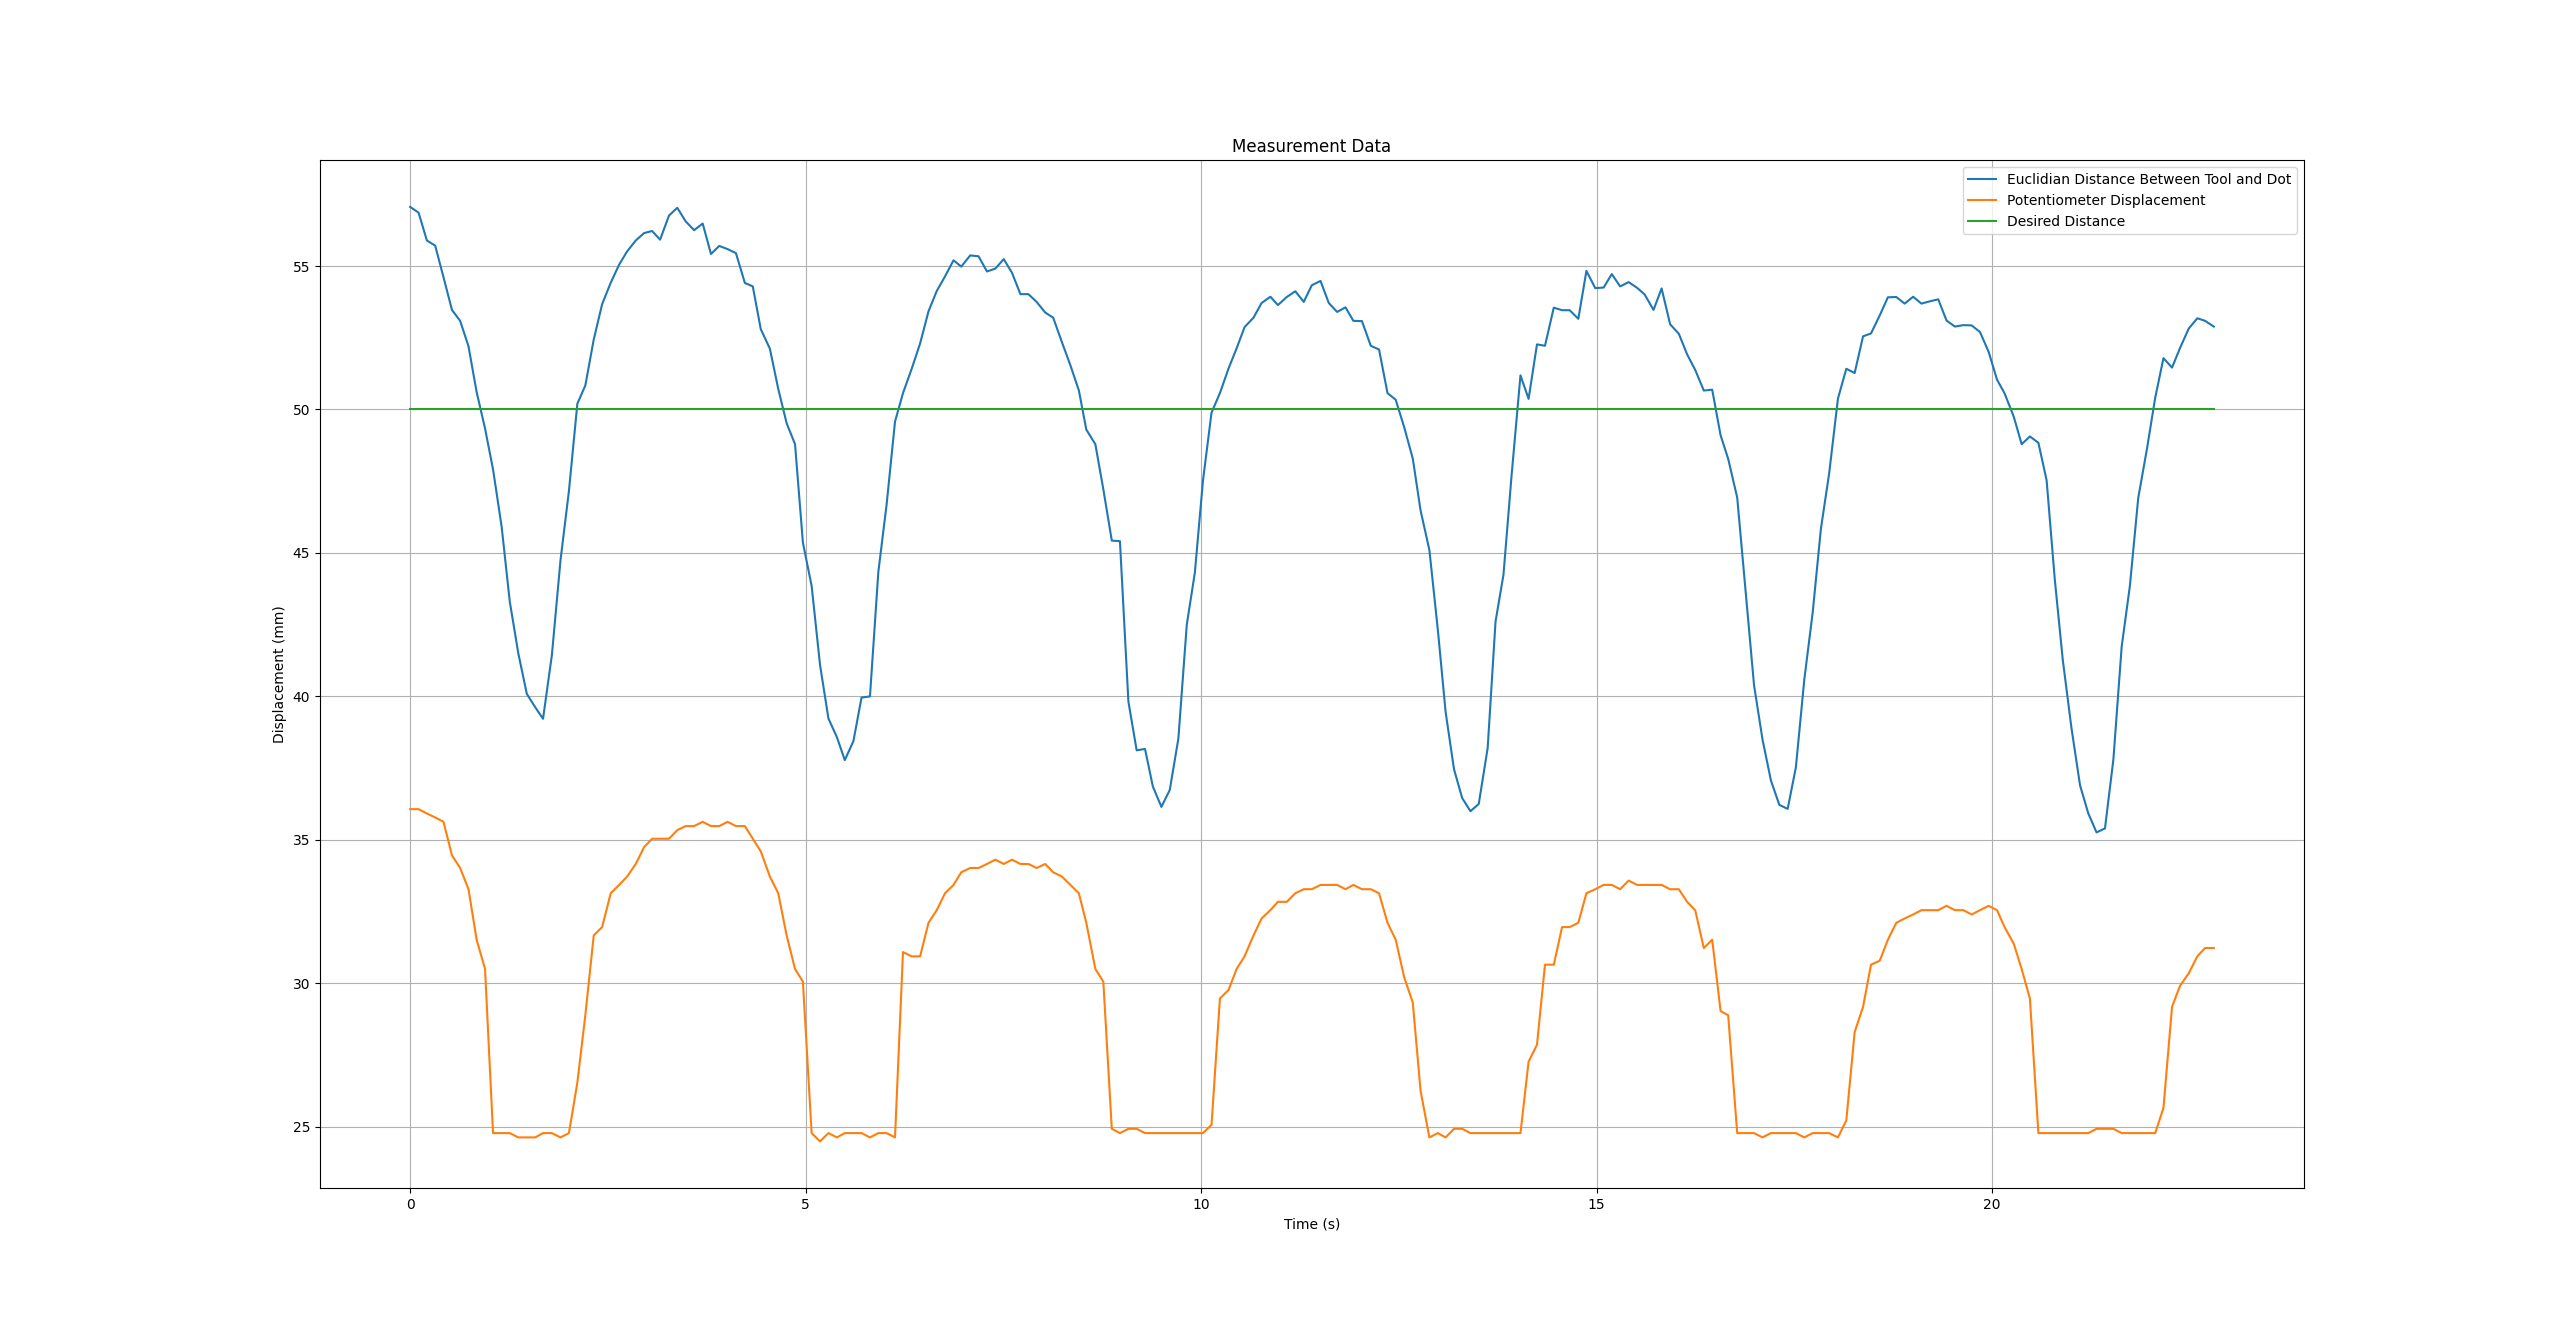 Measurement Data
Euclidian Distance Between Tool and Dot
Potentiometer Displacement
Desired Distance
Displacement (mm)
55
50
45
40
35
30
25
0 5 10 15 20
Time (s)